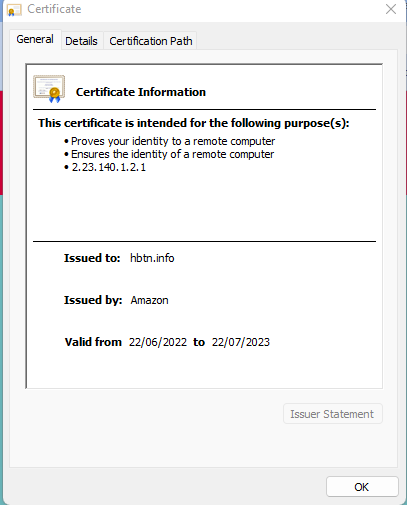 Certificate
General Details Certification Path
Certificate Information
This certificate is intended for the following purpose(s):
• Proves your identity to a remote computer
• Ensures the identity of a remote computer
• 2.23.140.1.2.1
Issued to: hbtn.info
Issued by: Amazon
Valid from 22/06/2022 to 22/07/2023
Issuer Statement
OK